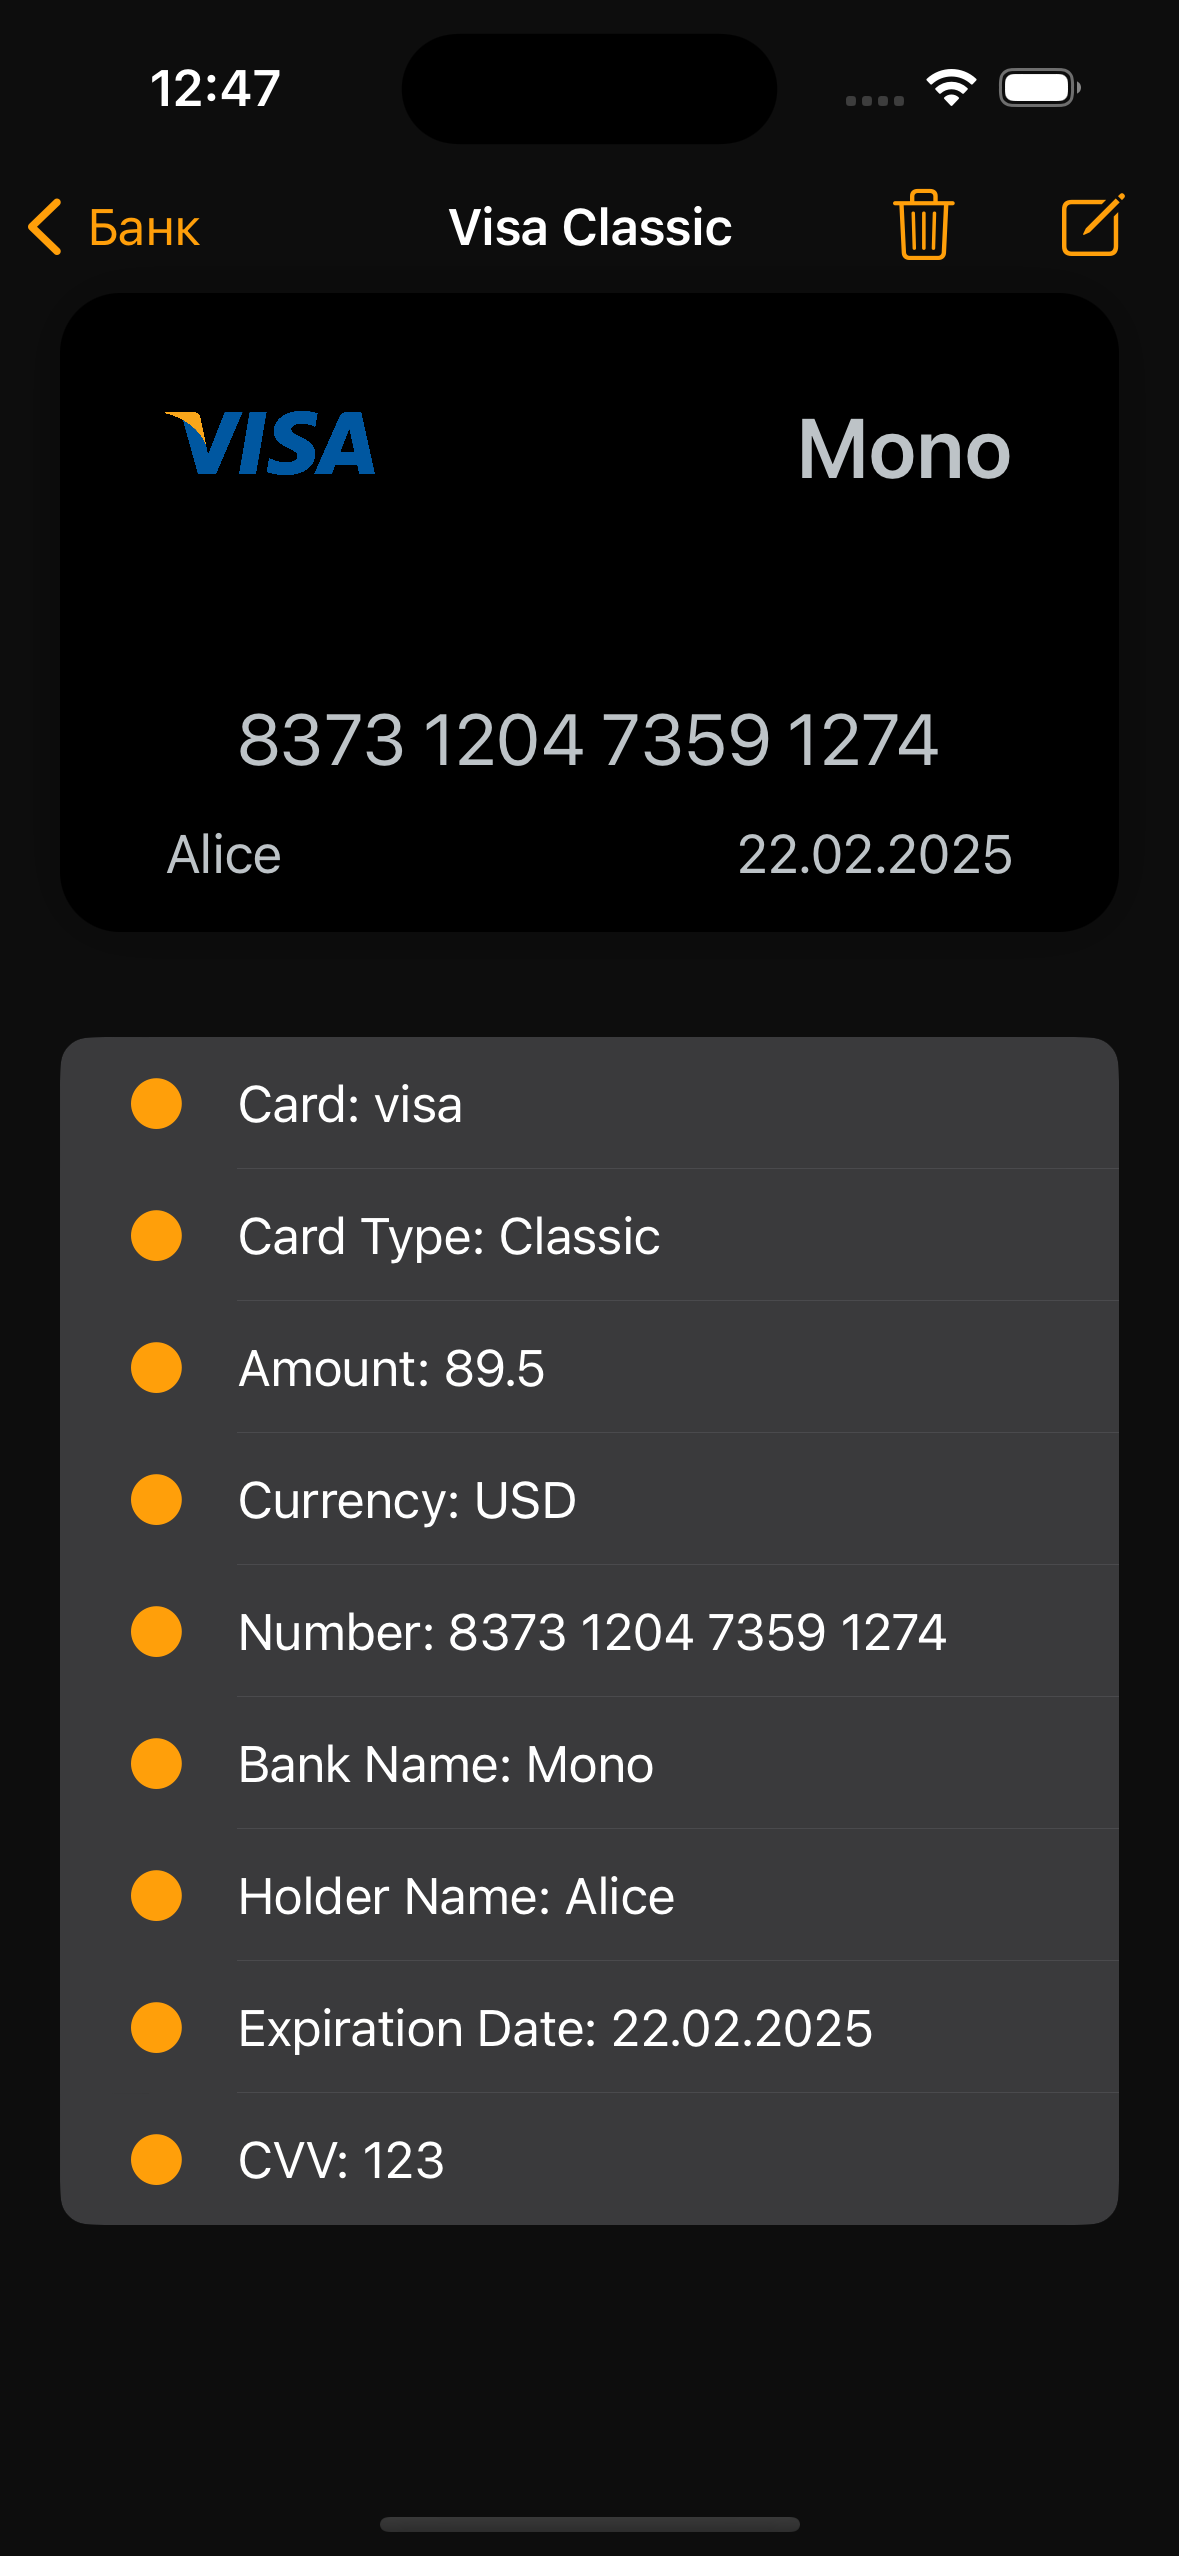 12:47
Банк
Visa Classic
VISA
Mono
8373 1204 7359 1274
Alice
22.02.2025
Card: visa
Card Type: Classic
Amount: 89.5
Currency: USD
Number: 8373 1204 7359 1274
Bank Name: Mono
Holder Name: Alice
Expiration Date: 22.02.2025
CVV: 123